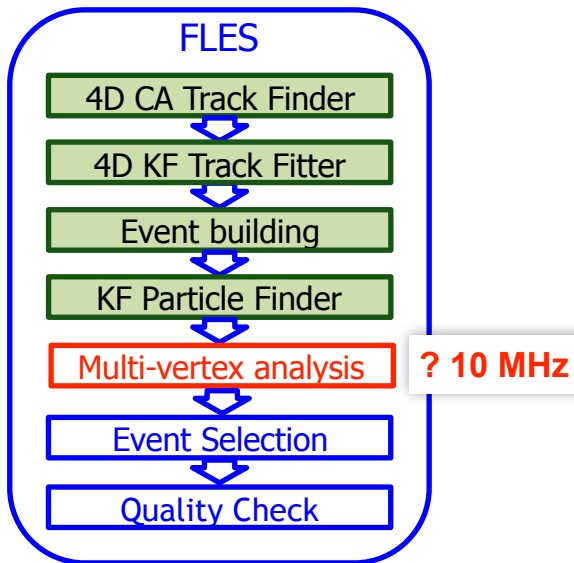 FLES
4D CA Track Finder
4D KF Track Fitter
Event building
KF Particle Finder
Multi-vertex analysis
? 10 MHz
Event Selection
Quality Check